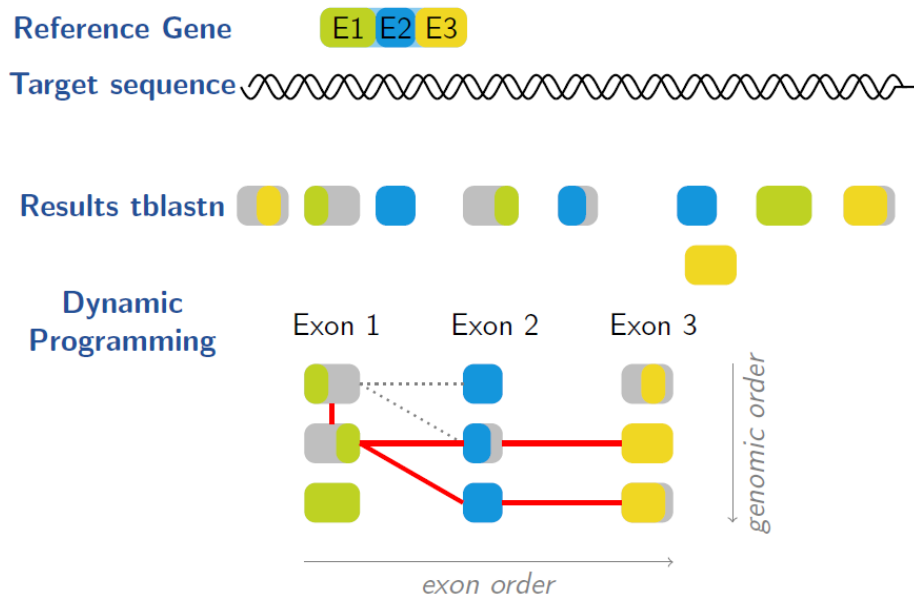 Reference Gene
E1 E2 E3
Target sequence
Results tblastn
Dynamic
Programming
Exon 1
Exon 2
Exon 3
genomic order
exon order